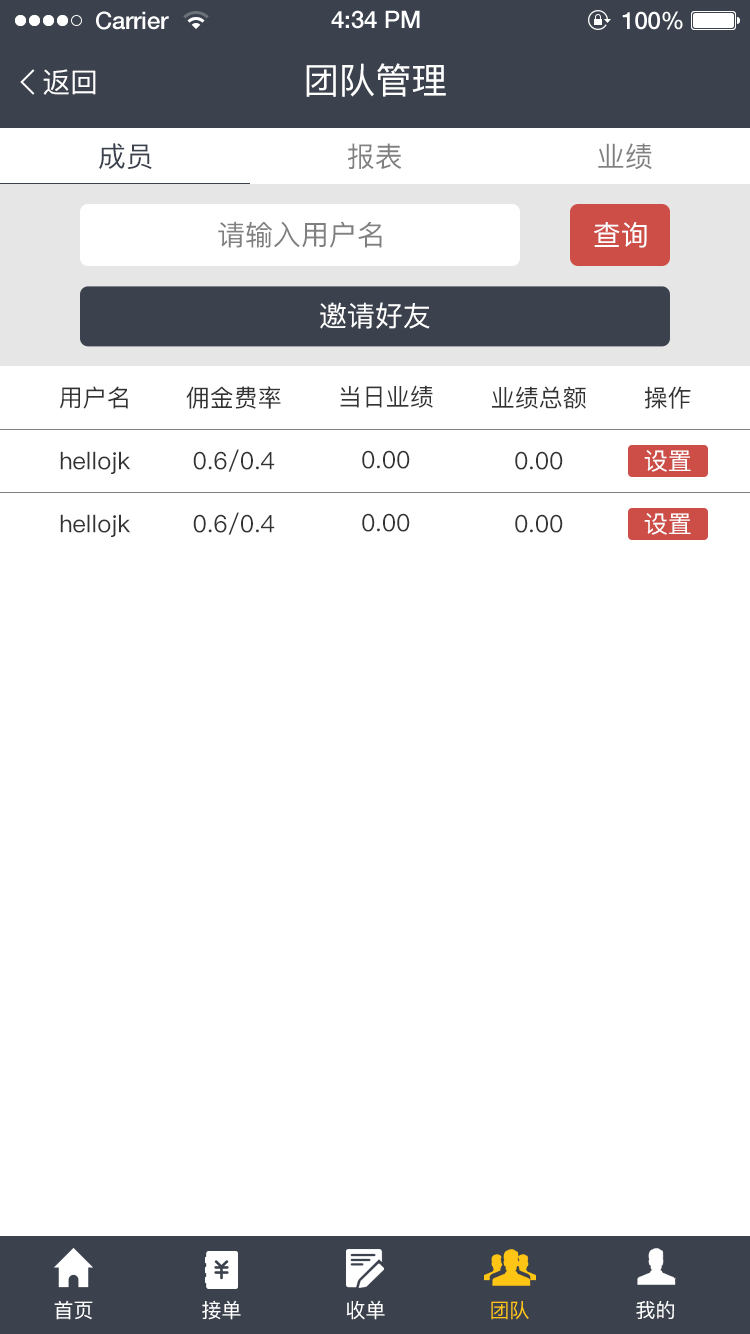 Carrier 4:34 PM 100%
返回 团队管理
成员 报表 业绩
请输入用户名 查询
邀请好友
用户名 佣金费率 当日业绩 业绩总额 操作
hellojk 0.6/0.4 0.00 0.00 设置
hellojk 0.6/0.4 0.00 0.00 设置
¥
首页 接单 收单 团队 我的